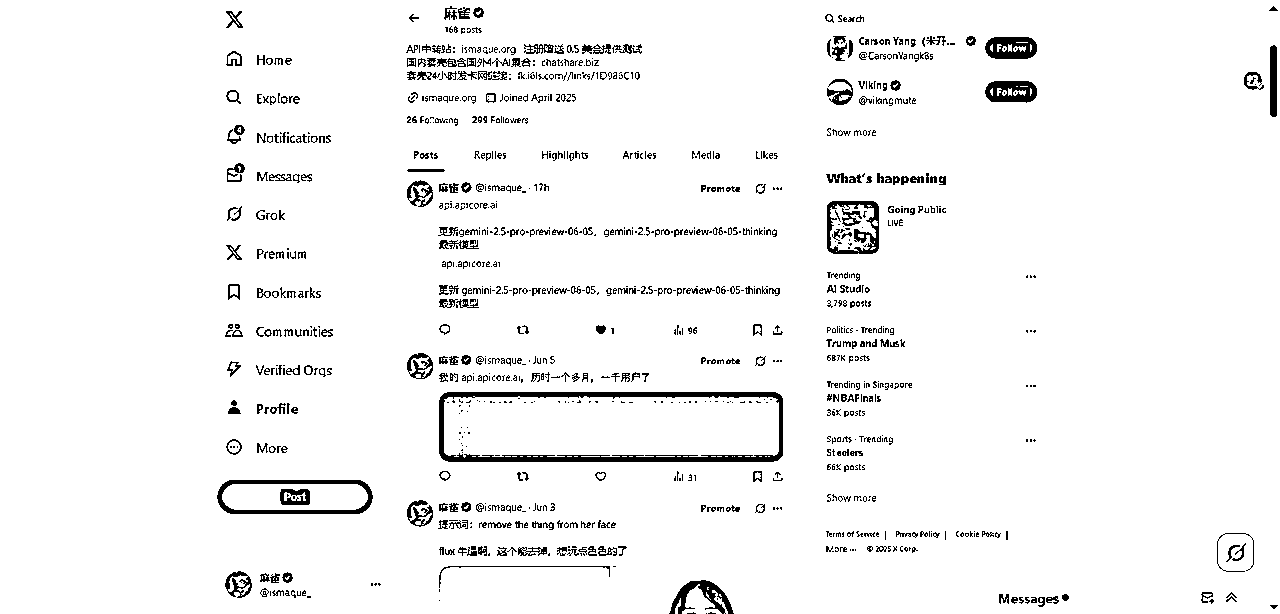 Home
Explore
Notifications
Messages
Grok
Premium
Bookmarks
Communities
Verified Orgs
Profile
More
Post
麻雀
@ismaque_
麻雀
168 posts
API中转站：ismaque.org 注册赠送 0.5 美金提供测试
国内套壳包含国外4个AI聚合：chatshare.biz
套壳24小时发卡网链接：
ismaque.org Joined April 2025
26 Following 299 Followers
Posts Replies Highlights Articles Media Likes
麻雀 @ismaque_ · 17h Promote
api.apicore.ai
更新gemini-2.5-pro-preview-06-05，gemini-2.5-pro-preview-06-05-thinking
最新模型
api.apicore.ai
更新 gemini-2.5-pro-preview-06-05，gemini-2.5-pro-preview-06-05-thinking
最新模型
1 96
麻雀 @ismaque_ · Jun 5 Promote
我的 api.apicore.ai，历时一个多月，一千用户了
31
麻雀 @ismaque_ · Jun 3 Promote
提示词：remove the thing from her face
flux 牛逼啊，这个能去掉，想玩点色色的了
Search
Carson Yang（米开...
@CarsonYangk8s
Follow
Viking
@vikingmute
Follow
Show more
What's happening
Going Public
LIVE
Trending
AI Studio
3,798 posts
Politics · Trending
Trump and Musk
687K posts
Trending in Singapore
#NBAFinals
36K posts
Sports · Trending
Steelers
66K posts
Show more
Terms of Service | Privacy Policy | Cookie Policy |
More ··· © 2025 X Corp.
Messages